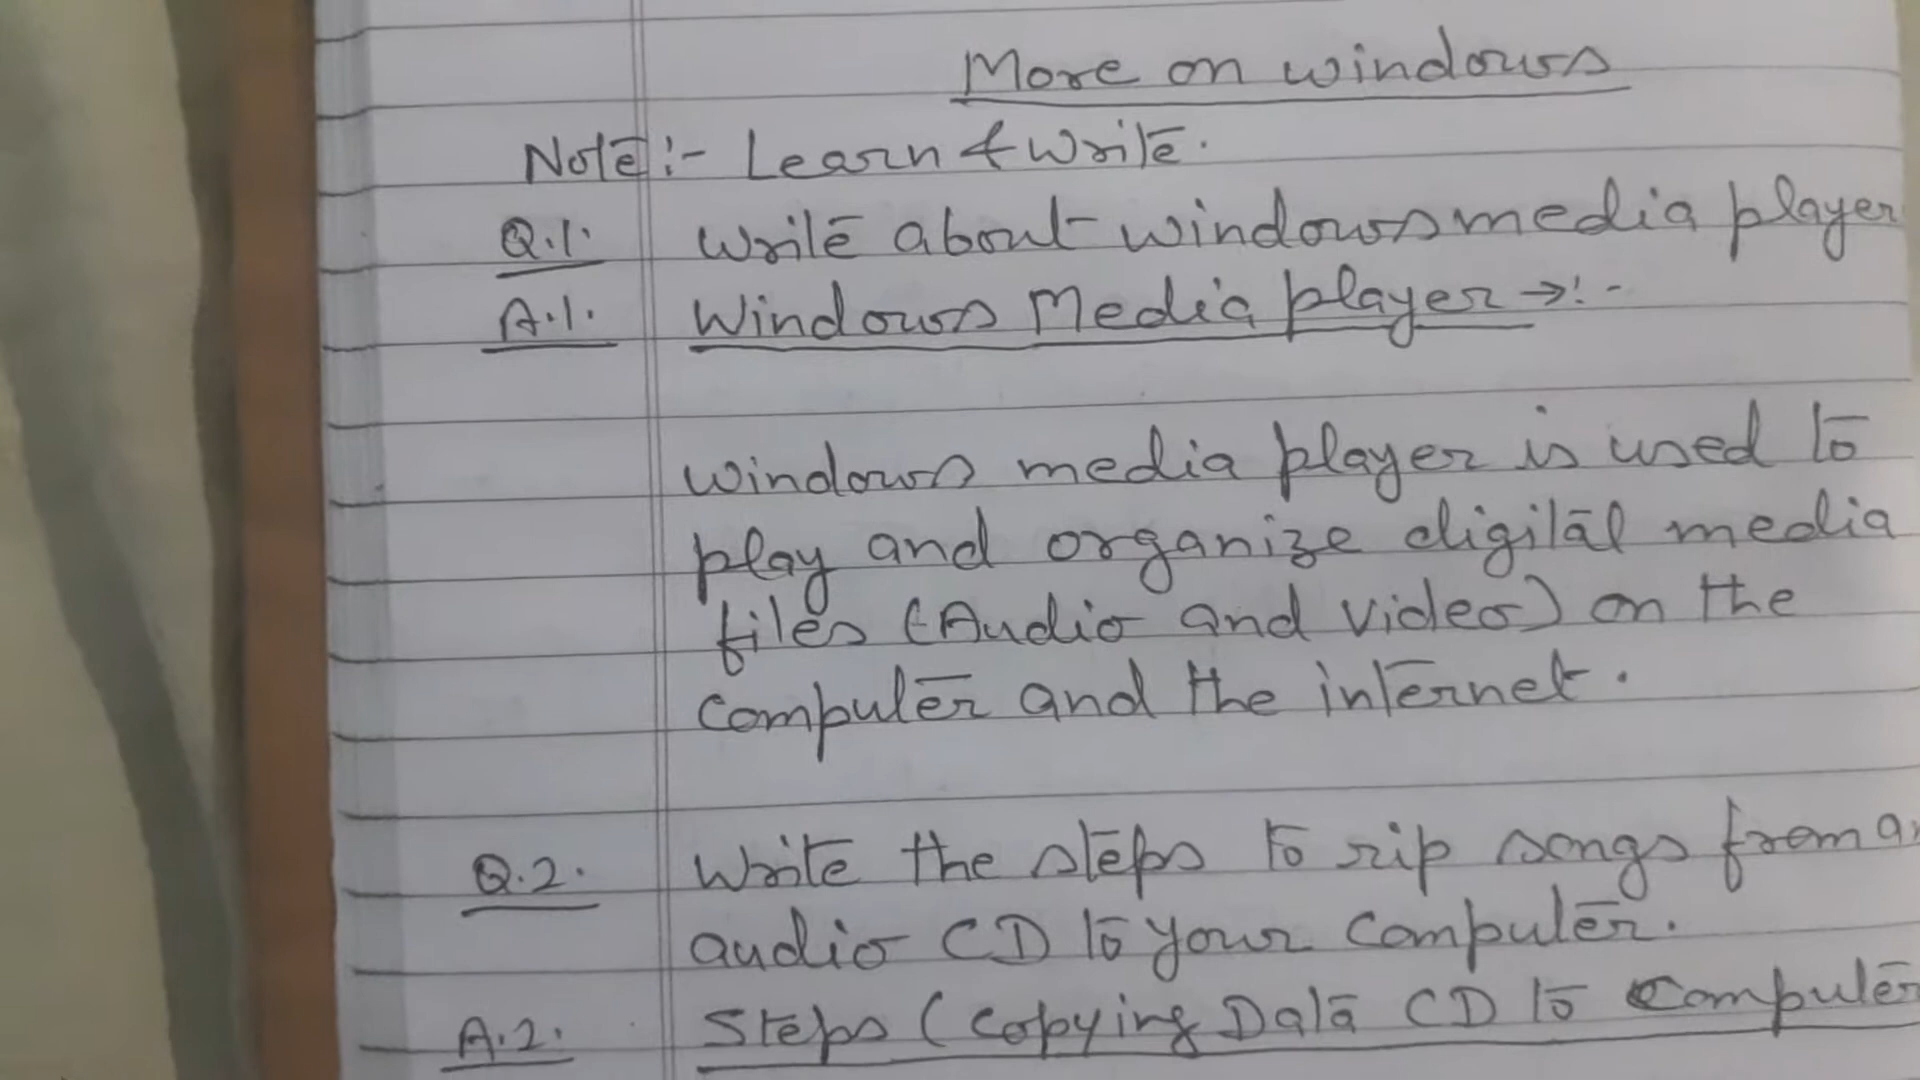 More on windows
Note:- Learn & Write.
Q.1. Write about windows media player
A.1. Windows Media player →:-
windows media player is used to
play and organize digital media
files (Audio and video) on the
computer and the internet.
Q.2. Write the steps to rip songs from a
audio CD to your computer.
A.2. Steps (copying Data CD to Computer